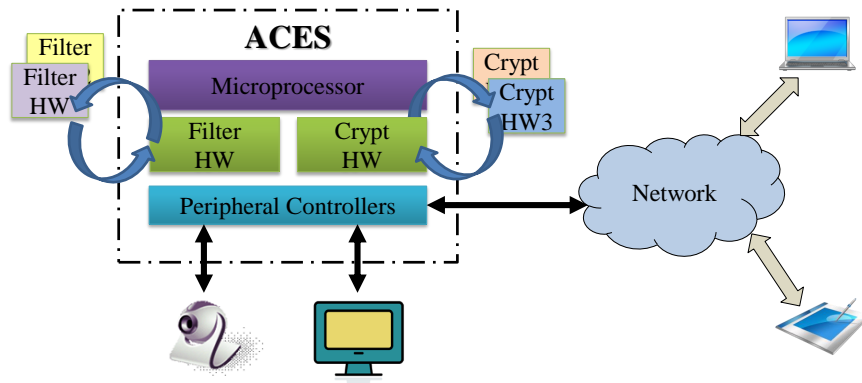 ACES
Filter
Filter
HW
Microprocessor
Crypt
Crypt
HW3
Filter
HW
Crypt
HW
Peripheral Controllers
Network